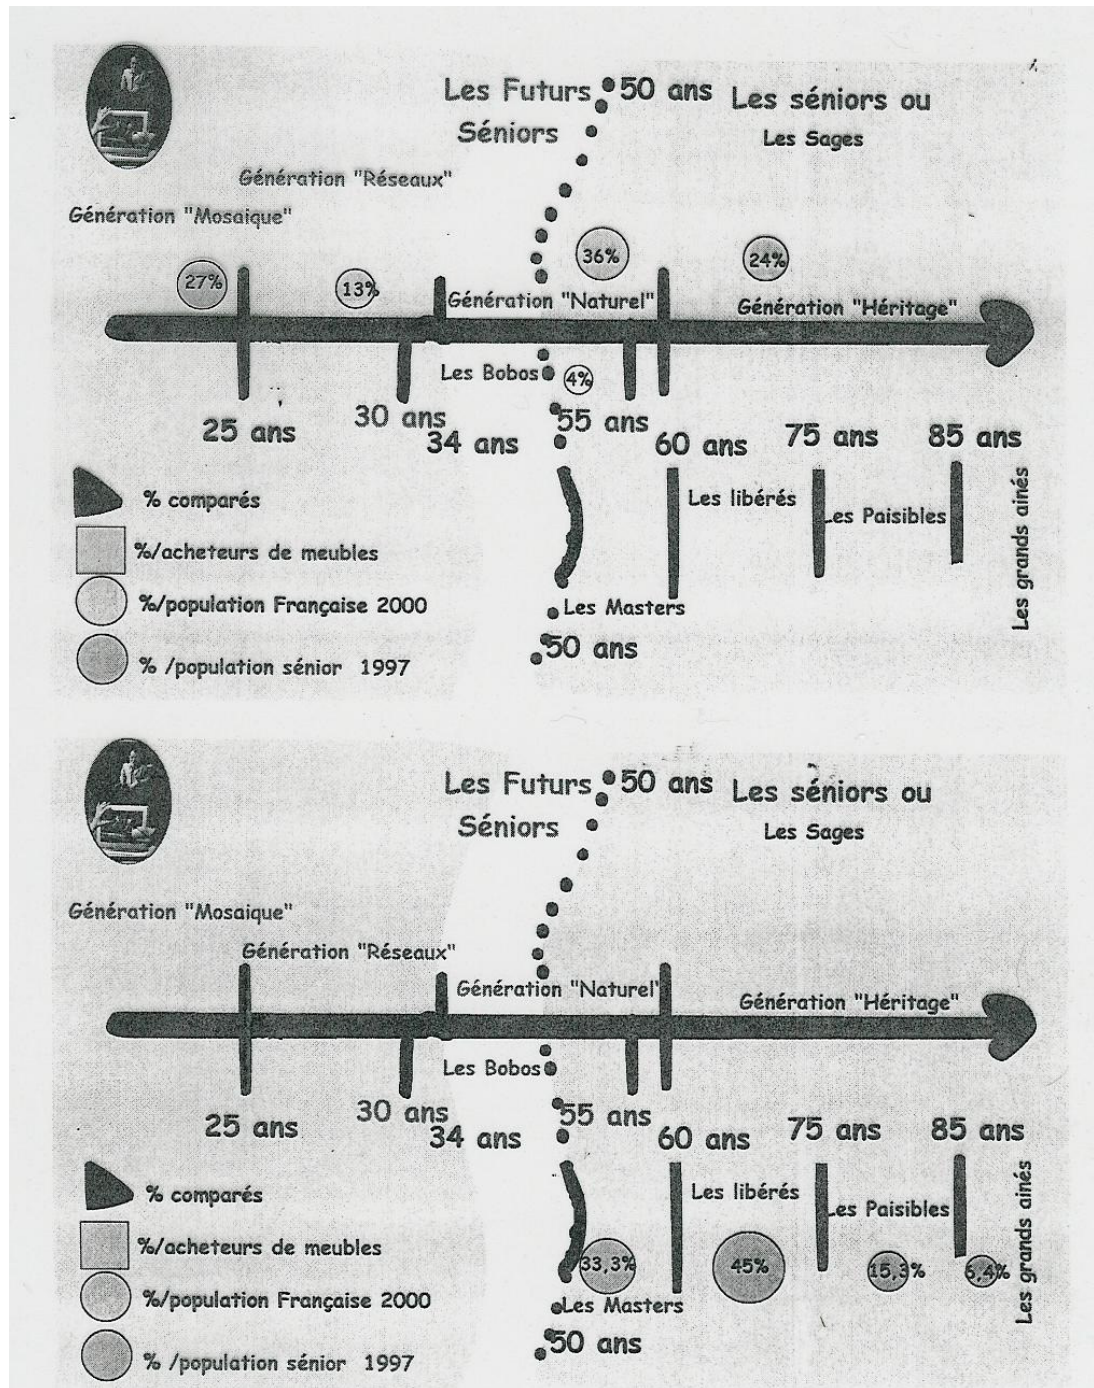 Les Futurs 50 ans Les séniors ou
Séniors Les Sages
Génération "Réseaux"
Génération "Mosaique"
27% 13% 36% 24%
Génération "Naturel" Génération "Héritage"
Les Bobos 4%
25 ans 30 ans 34 ans 55 ans 60 ans 75 ans 85 ans
% comparés
Les libérés
Les Paisibles
Les grands ainés
%/acheteurs de meubles
%/population Française 2000
Les Masters
% /population sénior 1997
50 ans
Les Futurs 50 ans Les séniors ou
Séniors Les Sages
Génération "Mosaique"
Génération "Réseaux"
Génération "Naturel" Génération "Héritage"
Les Bobos
25 ans 30 ans 34 ans 55 ans 60 ans 75 ans 85 ans
% comparés
Les libérés
Les Paisibles
Les grands ainés
%/acheteurs de meubles
33,3% 45% 15,3% 6,4%
%/population Française 2000
Les Masters
% /population sénior 1997
50 ans